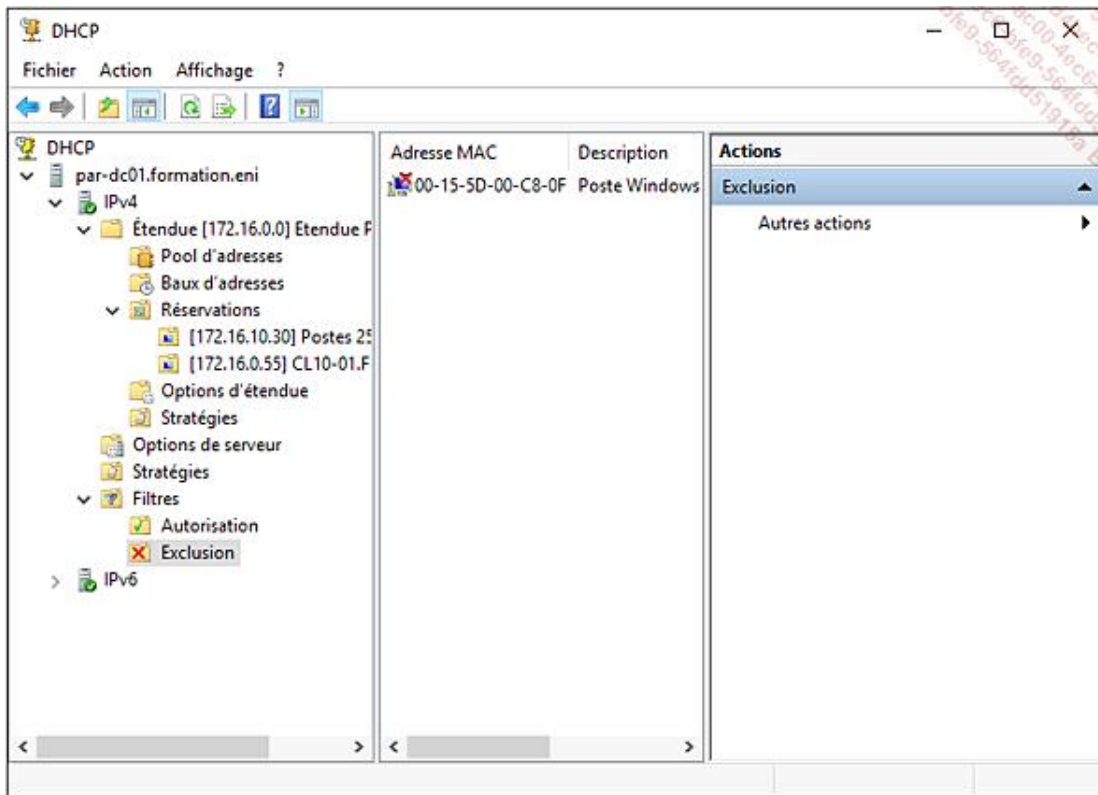 DHCP
Fichier Action Affichage ?
DHCP
par-dc01.formation.eni
IPv4
Étendue [172.16.0.0] Etendue P
Pool d'adresses
Baux d'adresses
Réservations
[172.16.10.30] Postes 25
[172.16.0.55] CL10-01.F
Options d'étendue
Stratégies
Options de serveur
Stratégies
Filtres
Autorisation
Exclusion
IPv6
Adresse MAC Description
00-15-5D-00-C8-0F Poste Windows
Actions
Exclusion
Autres actions